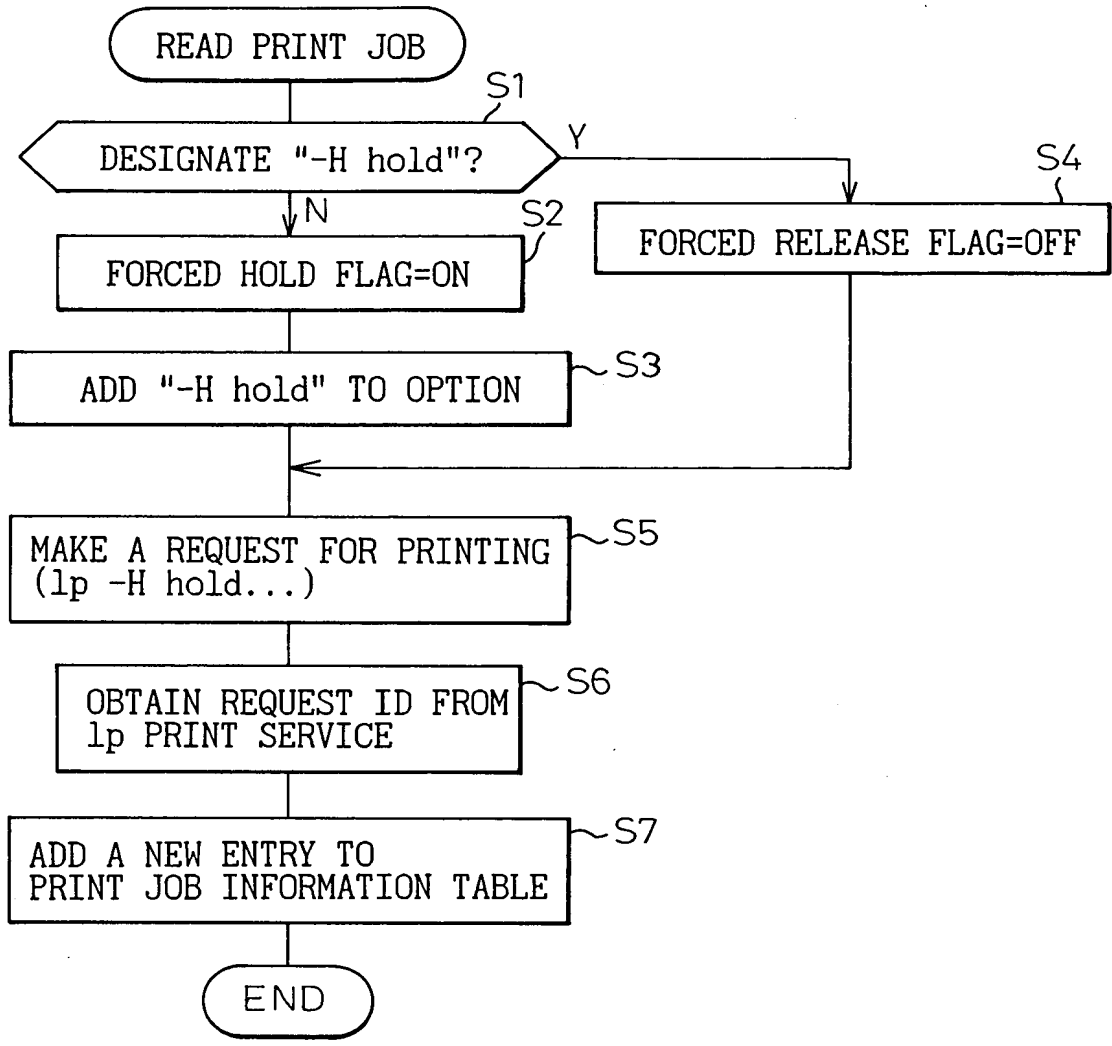 READ PRINT JOB
S1
DESIGNATE "-H hold"?
Y
N
S4
FORCED RELEASE FLAG=OFF
S2
FORCED HOLD FLAG=ON
S3
ADD "-H hold" TO OPTION
S5
MAKE A REQUEST FOR PRINTING
(lp -H hold...)
S6
OBTAIN REQUEST ID FROM
lp PRINT SERVICE
S7
ADD A NEW ENTRY TO
PRINT JOB INFORMATION TABLE
END